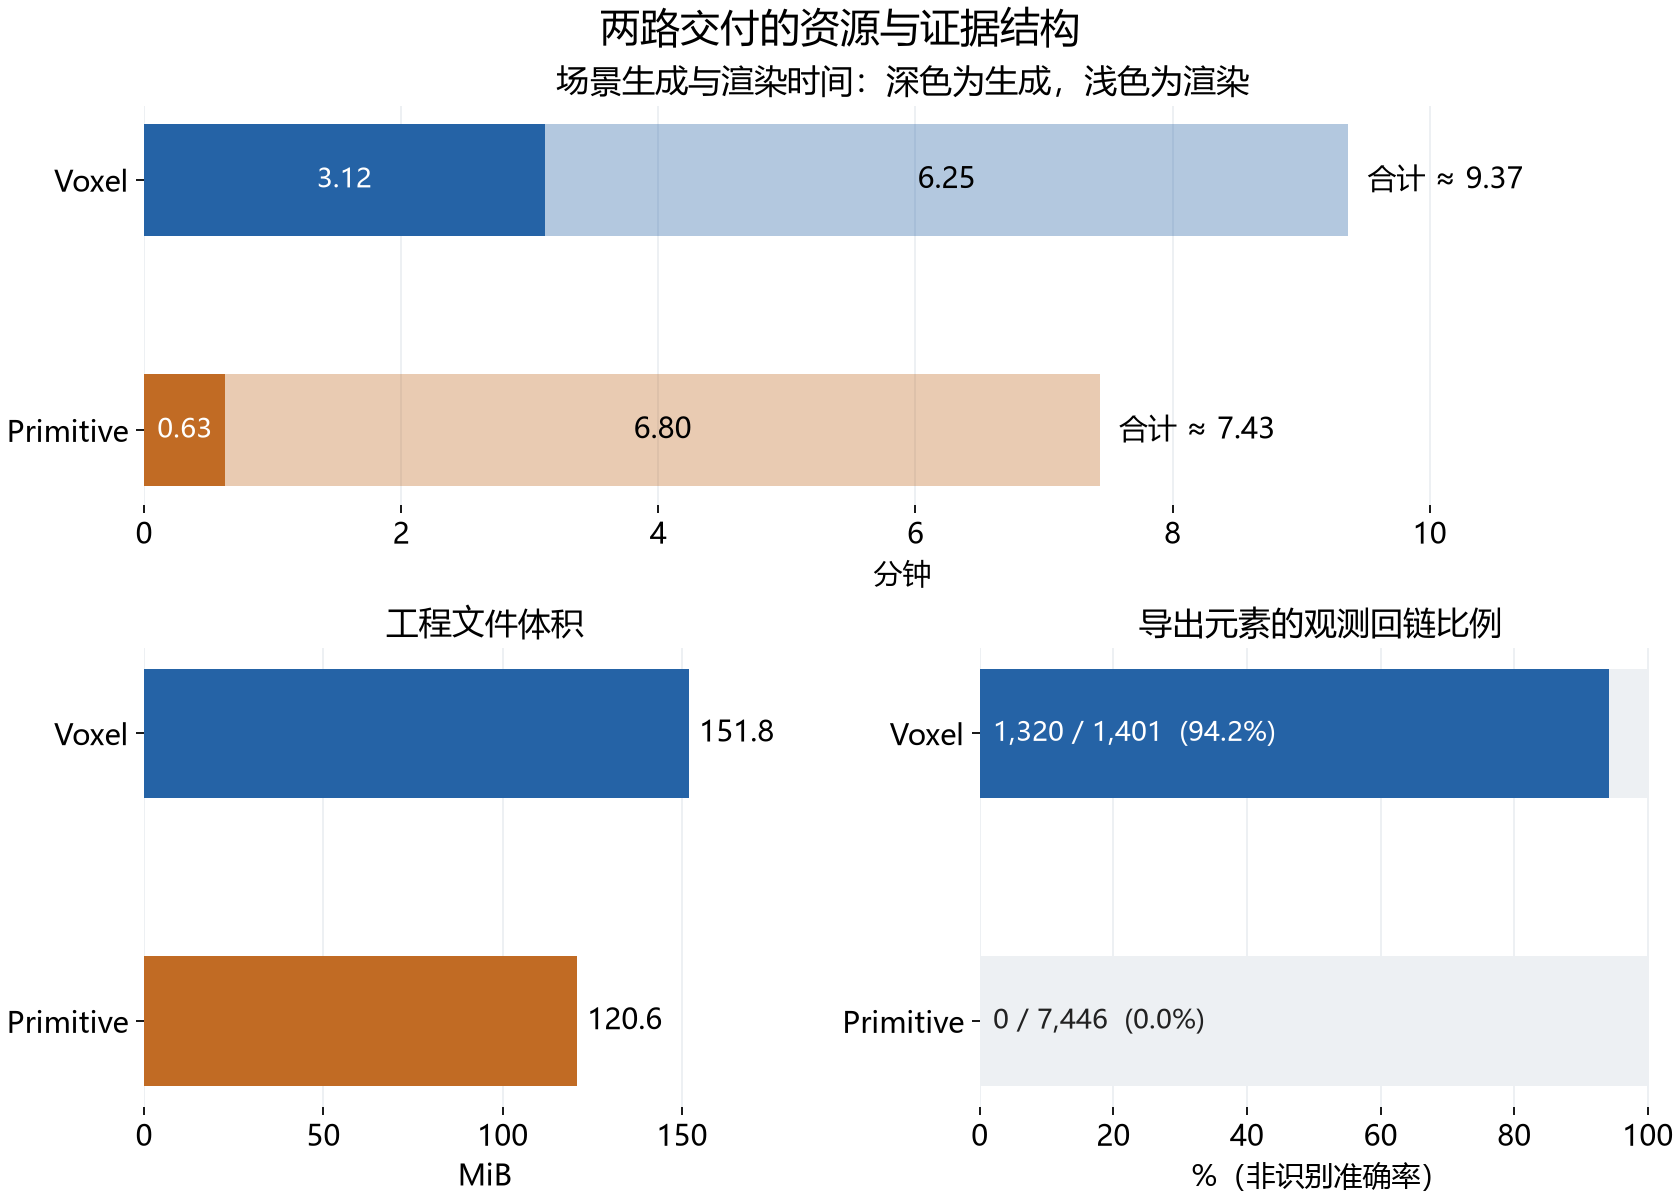 两路交付的资源与证据结构
场景生成与渲染时间：深色为生成，浅色为渲染
Voxel
3.12
6.25
合计 ≈ 9.37
Primitive
0.63
6.80
合计 ≈ 7.43
0
2
4
6
8
10
分钟
工程文件体积
Voxel
151.8
Primitive
120.6
0
50
100
150
MiB
导出元素的观测回链比例
Voxel
1,320 / 1,401 (94.2%)
Primitive
0 / 7,446 (0.0%)
0
20
40
60
80
100
%（非识别准确率）